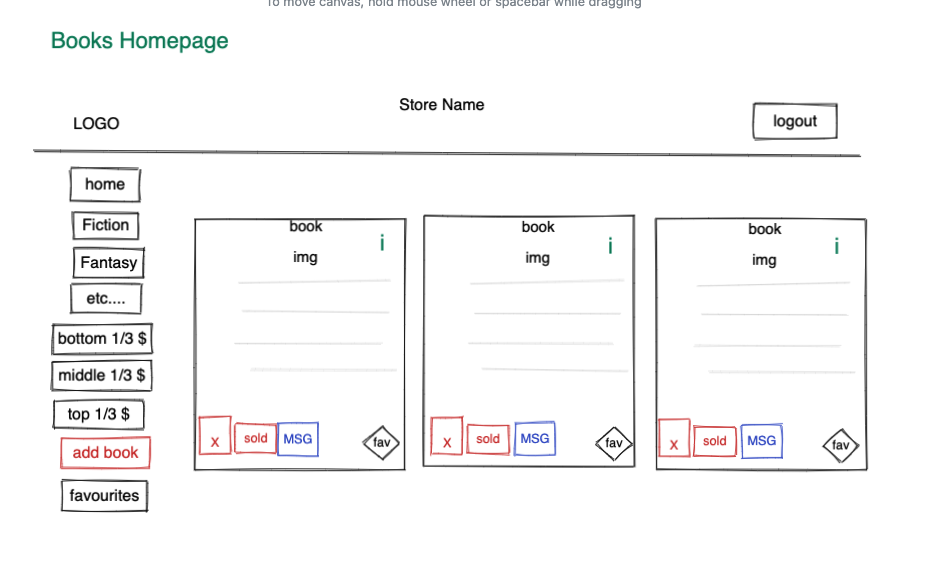 To move canvas, hold mouse wheel or spacebar while dragging
Books Homepage
Store Name
LOGO
logout
home
Fiction
Fantasy
etc....
bottom 1/3 $
middle 1/3 $
top 1/3 $
add book
favourites
book
i
img
x
sold
MSG
fav
book
i
img
x
sold
MSG
fav
book
i
img
x
sold
MSG
fav